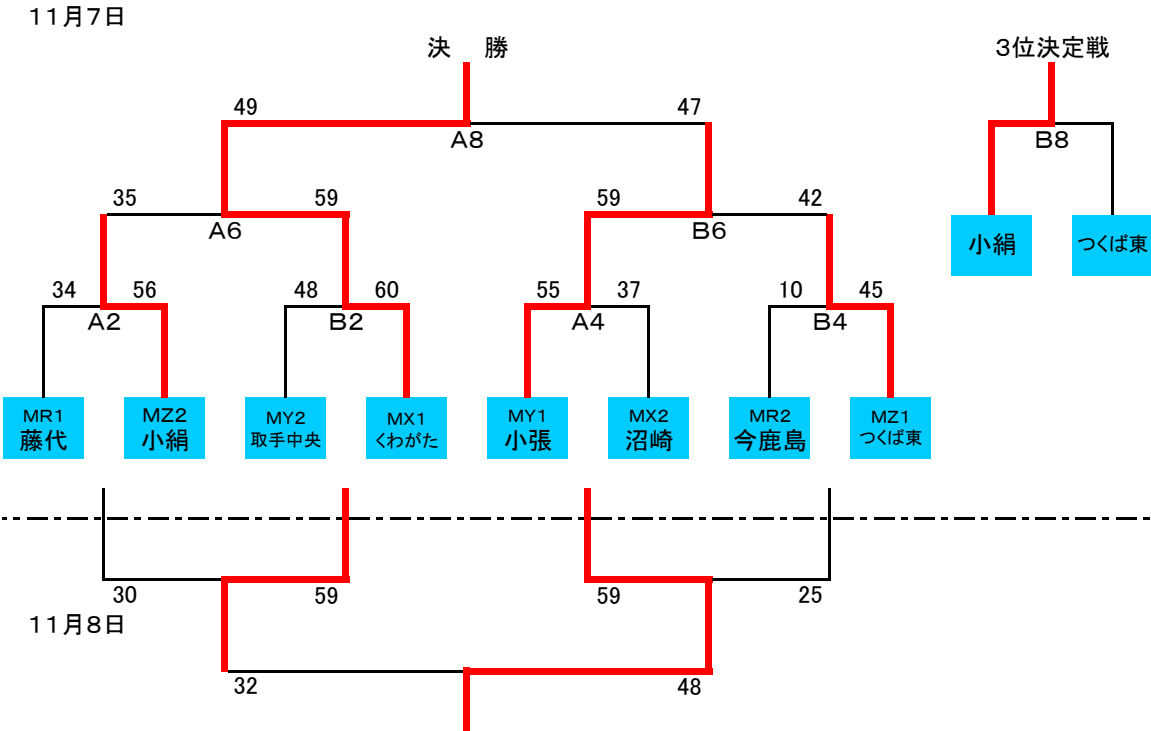 11月7日
決 勝
3位決定戦
49
47
A8
B8
35
59
59
42
A6
B6
小絹
つくば東
34
56
48
60
55
37
10
45
A2
B2
A4
B4
MR1
藤代
MZ2
小絹
MY2
取手中央
MX1
くわがた
MY1
小張
MX2
沼崎
MR2
今鹿島
MZ1
つくば東
30
59
59
25
11月8日
32
48